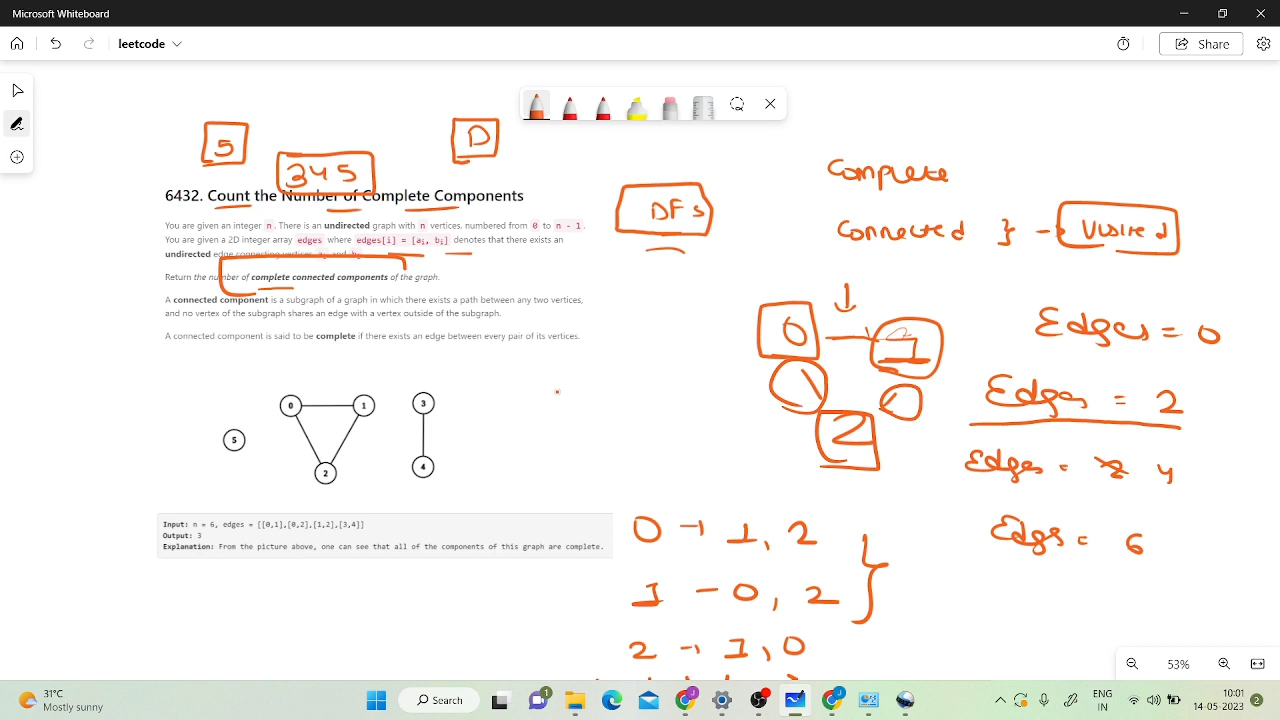 Microsoft Whiteboard
leetcode
Share
5
D
345
6432. Count the Number of Complete Components
You are given an integer n. There is an undirected graph with n vertices, numbered from 0 to n - 1.
You are given a 2D integer array edges where edges[i] = [ai, bi] denotes that there exists an
undirected edge connecting vertices ai and bi.
Return the number of complete connected components of the graph.
A connected component is a subgraph of a graph in which there exists a path between any two vertices,
and no vertex of the subgraph shares an edge with a vertex outside of the subgraph.
A connected component is said to be complete if there exists an edge between every pair of its vertices.
0
1
3
5
2
4
Input: n = 6, edges = [[0,1],[0,2],[1,2],[3,4]]
Output: 3
Explanation: From the picture above, one can see that all of the components of this graph are complete.
DFS
Complete
Connected } → Visired
0
1
2
Edges = 0
Edges = 2
Edges = 2 4
Edgs = 6
0 → 1, 2
1 - 0, 2
2 → 1, 0
53%
31°C
Mostly sunny
Search
1
ENG
IN
10:01
14-05-2023
2